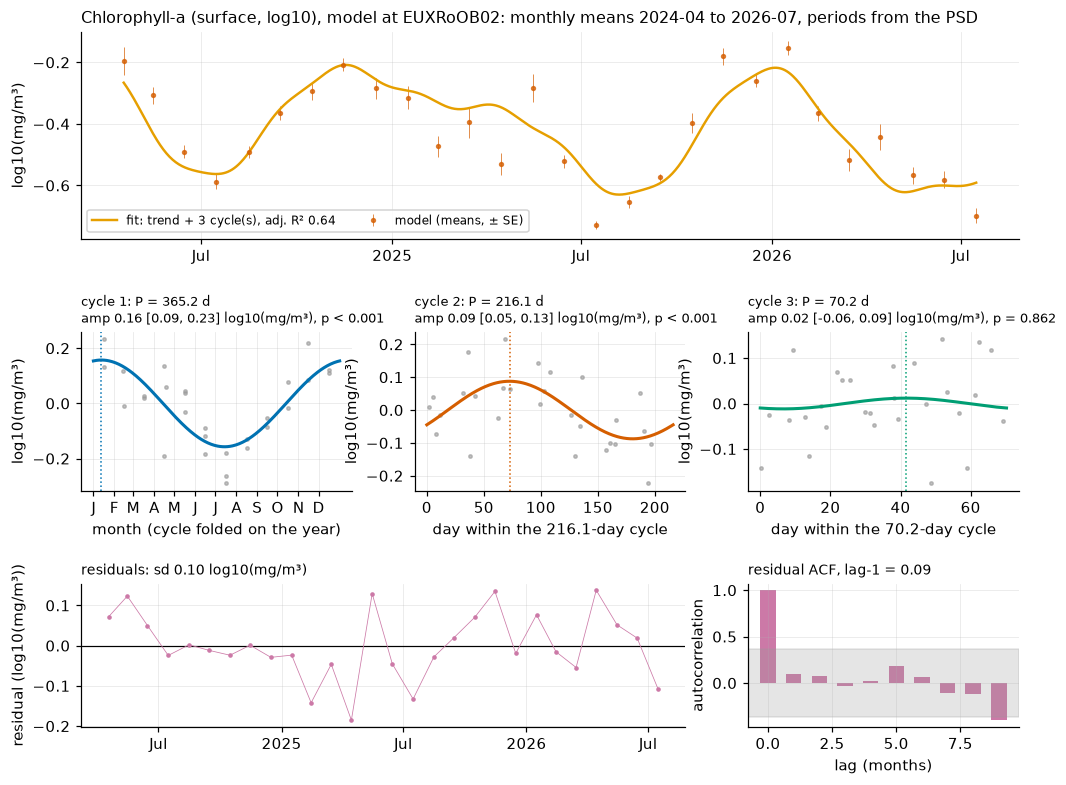 Chlorophyll-a (surface, log10), model at EUXRoOB02: monthly means 2024-04 to 2026-07, periods from the PSD
log10(mg/m³)
−0.2
−0.4
−0.6
fit: trend + 3 cycle(s), adj. R² 0.64
model (means, ± SE)
Jul 2025 Jul 2026 Jul
cycle 1: P = 365.2 d
amp 0.16 [0.09, 0.23] log10(mg/m³), p < 0.001
log10(mg/m³)
0.2
0.0
−0.2
J F M A M J J A S O N D
month (cycle folded on the year)
cycle 2: P = 216.1 d
amp 0.09 [0.05, 0.13] log10(mg/m³), p < 0.001
log10(mg/m³)
0.2
0.1
0.0
−0.1
−0.2
0 50 100 150 200
day within the 216.1-day cycle
cycle 3: P = 70.2 d
amp 0.02 [-0.06, 0.09] log10(mg/m³), p = 0.862
log10(mg/m³)
0.1
0.0
−0.1
0 20 40 60
day within the 70.2-day cycle
residuals: sd 0.10 log10(mg/m³)
residual (log10(mg/m³))
0.1
0.0
−0.1
−0.2
Jul 2025 Jul 2026 Jul
residual ACF, lag-1 = 0.09
autocorrelation
1.0
0.5
0.0
0.0 2.5 5.0 7.5
lag (months)